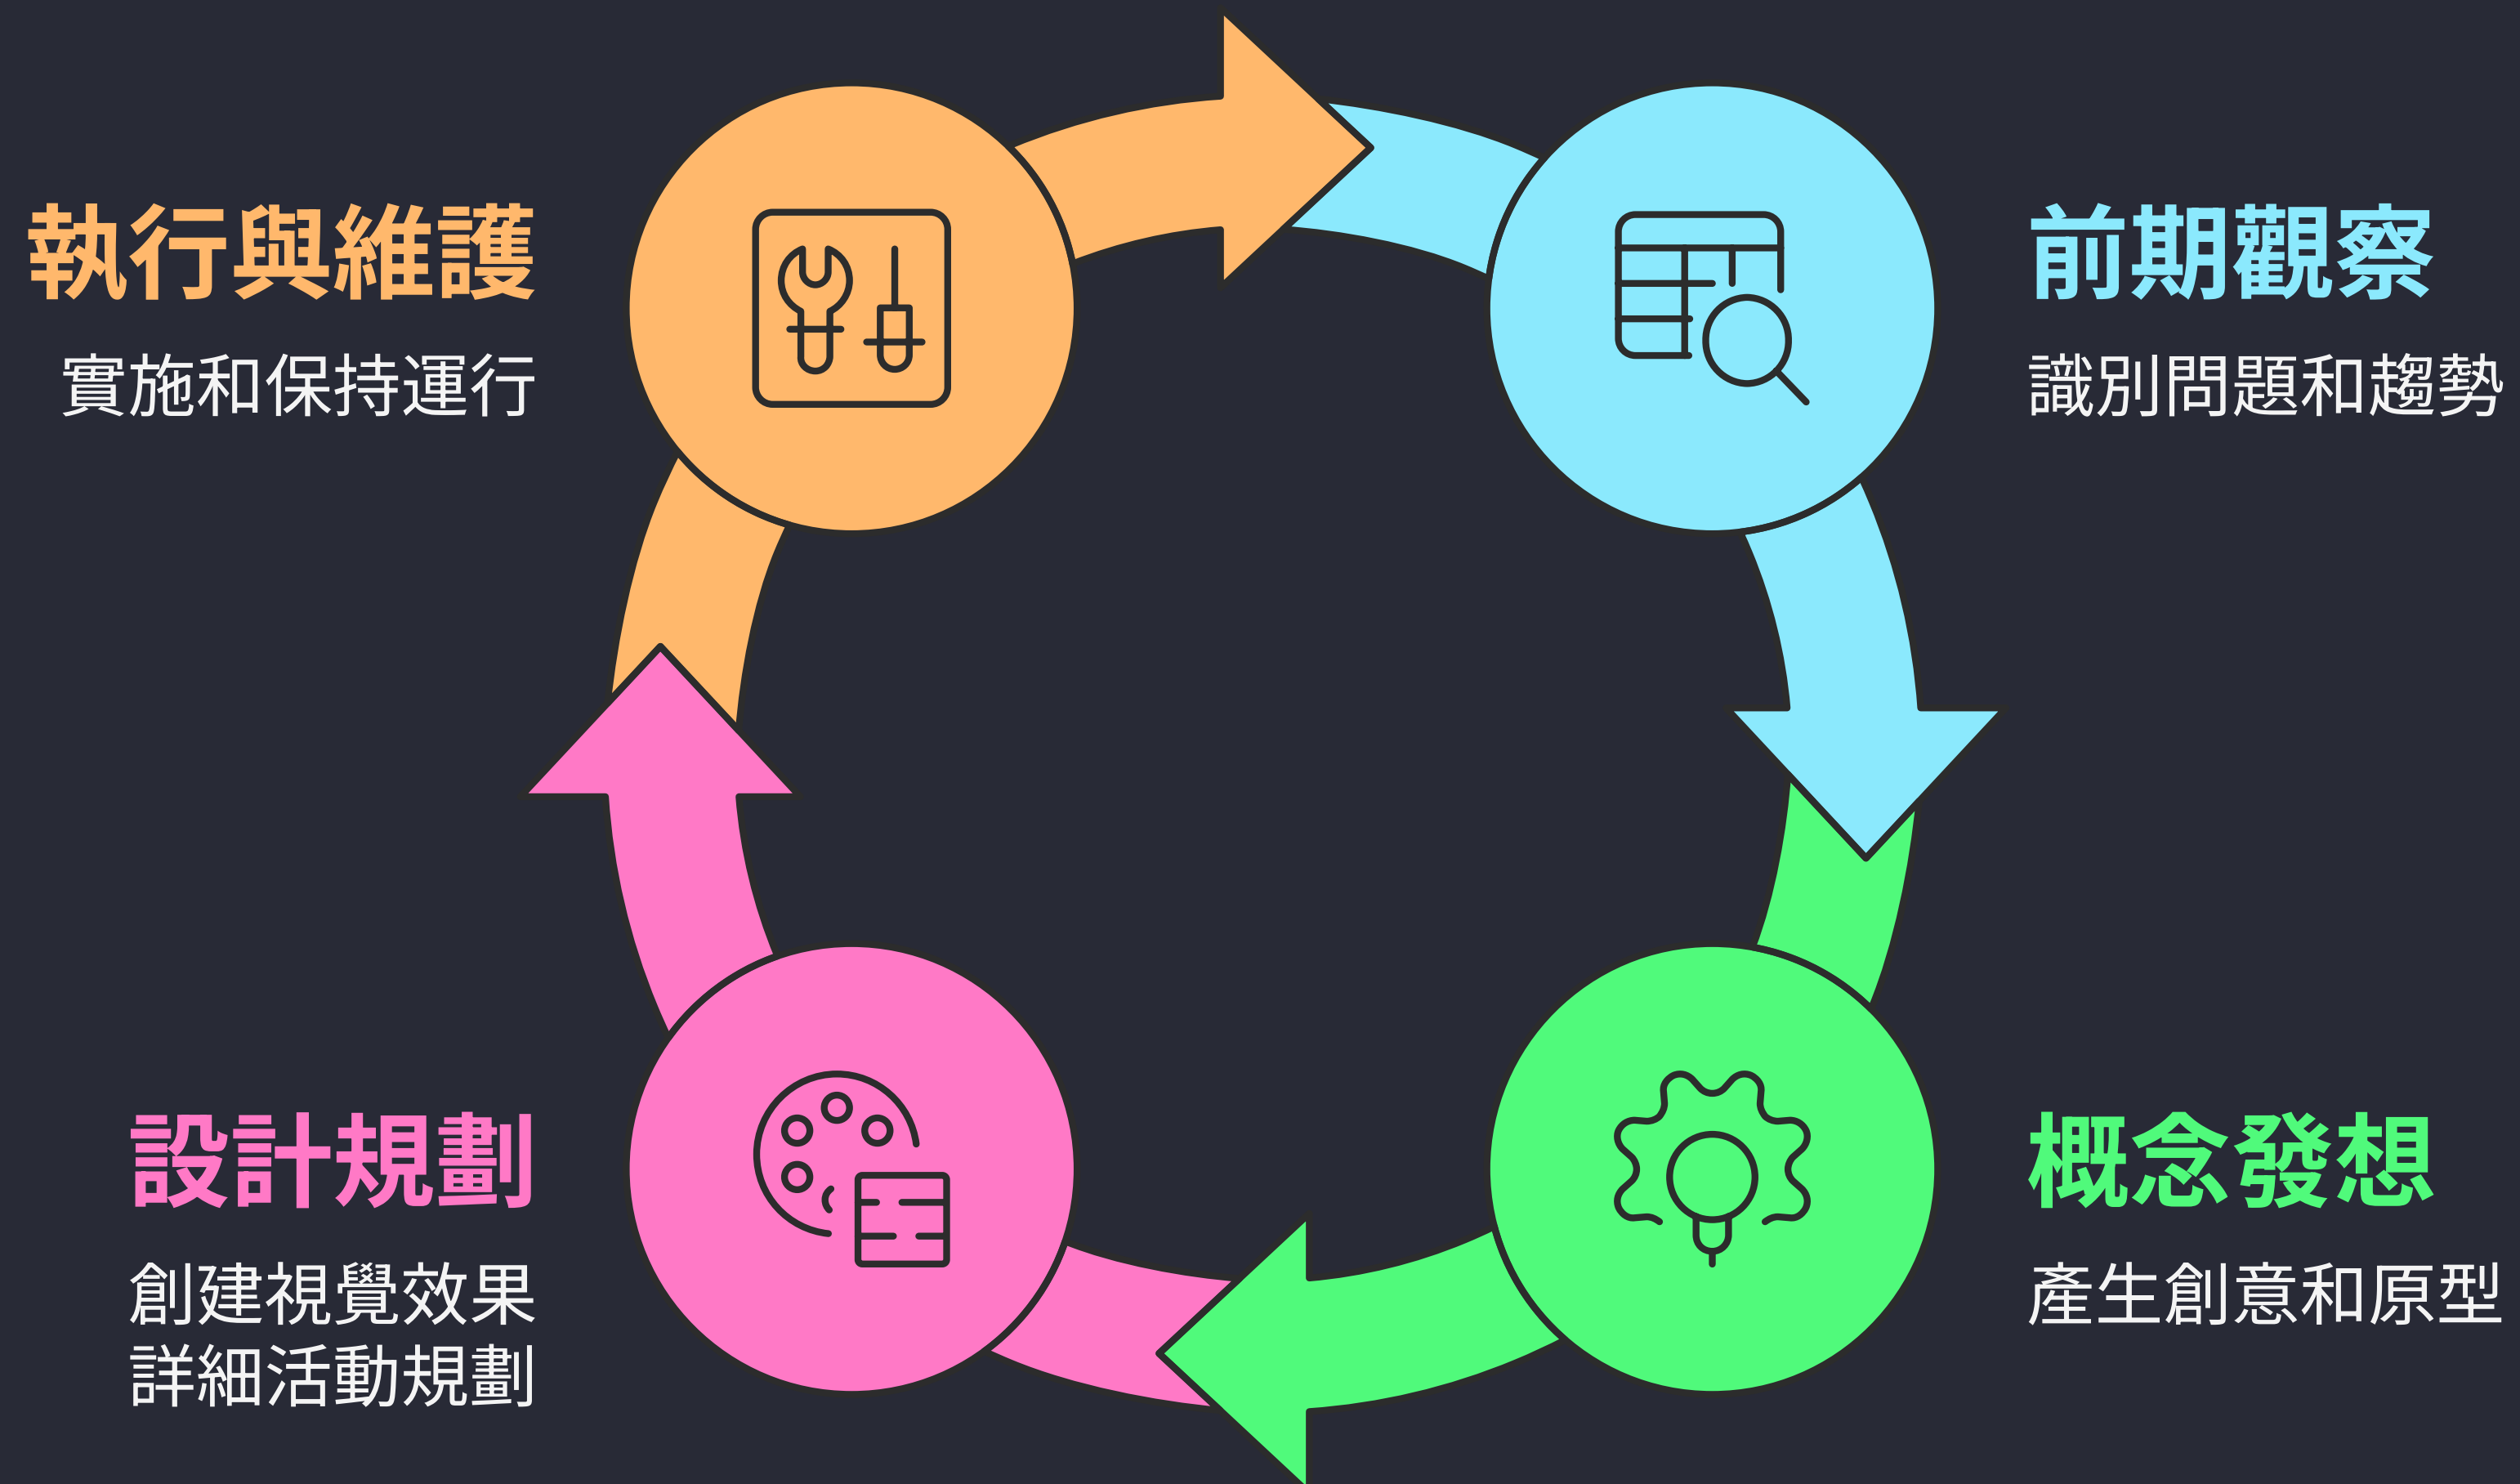 執行與維護
實施和保持運行
前期觀察
識別問題和趨勢
設計規劃
創建視覺效果
詳細活動規劃
概念發想
產生創意和原型